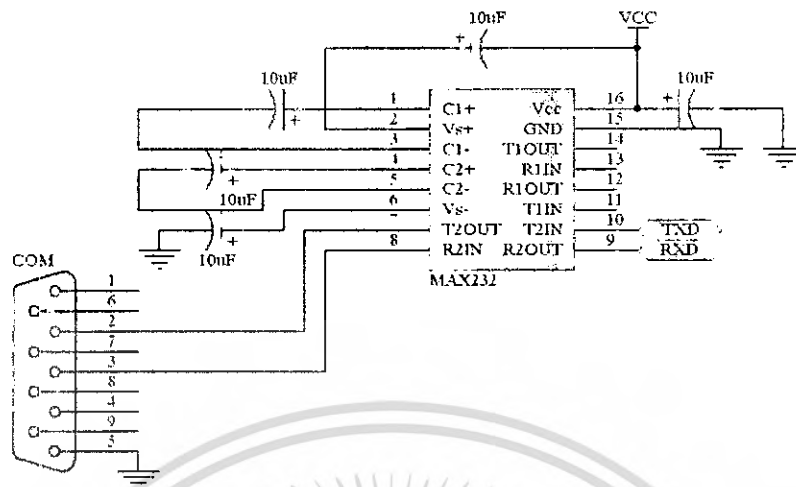 10uF
VCC
10uF
10uF
1 C1+ Vcc 16
2 Vs+ GND 15
3 C1- T1OUT 14
4 C2+ R1IN 13
5 C2- R1OUT 12
6 Vs- T1IN 11
7 T2OUT T2IN 10 TXD
8 R2IN R2OUT 9 RXD
10uF
10uF
MAX232
COM
1
6
2
7
3
8
4
9
5